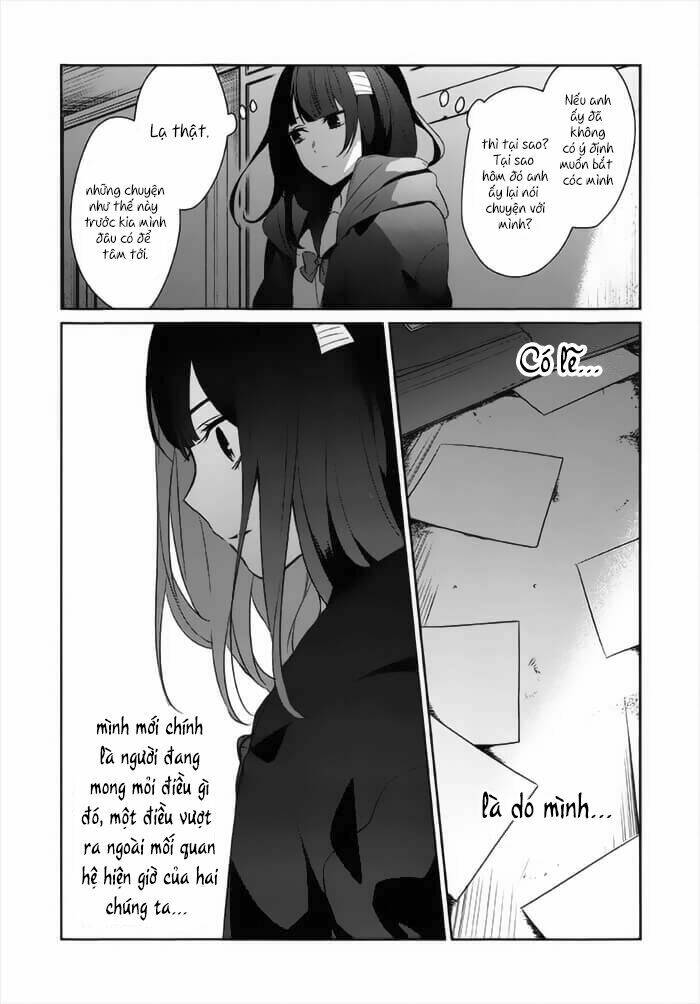 Nếu anh
ấy đã
không
có ý định
muốn bắt
cóc mình
thì tại sao?
Tại sao
hôm đó anh
ấy lại nói
chuyện với
mình?
Lạ thật.
những chuyện
như thế này
trước kia mình
đâu có để
tâm tới.
Có lẽ...
là do mình...
mình mới chính
là người đang
mong mỏi điều gì
đó, một điều vượt
ra ngoài mối quan
hệ hiện giờ của hai
chúng ta...